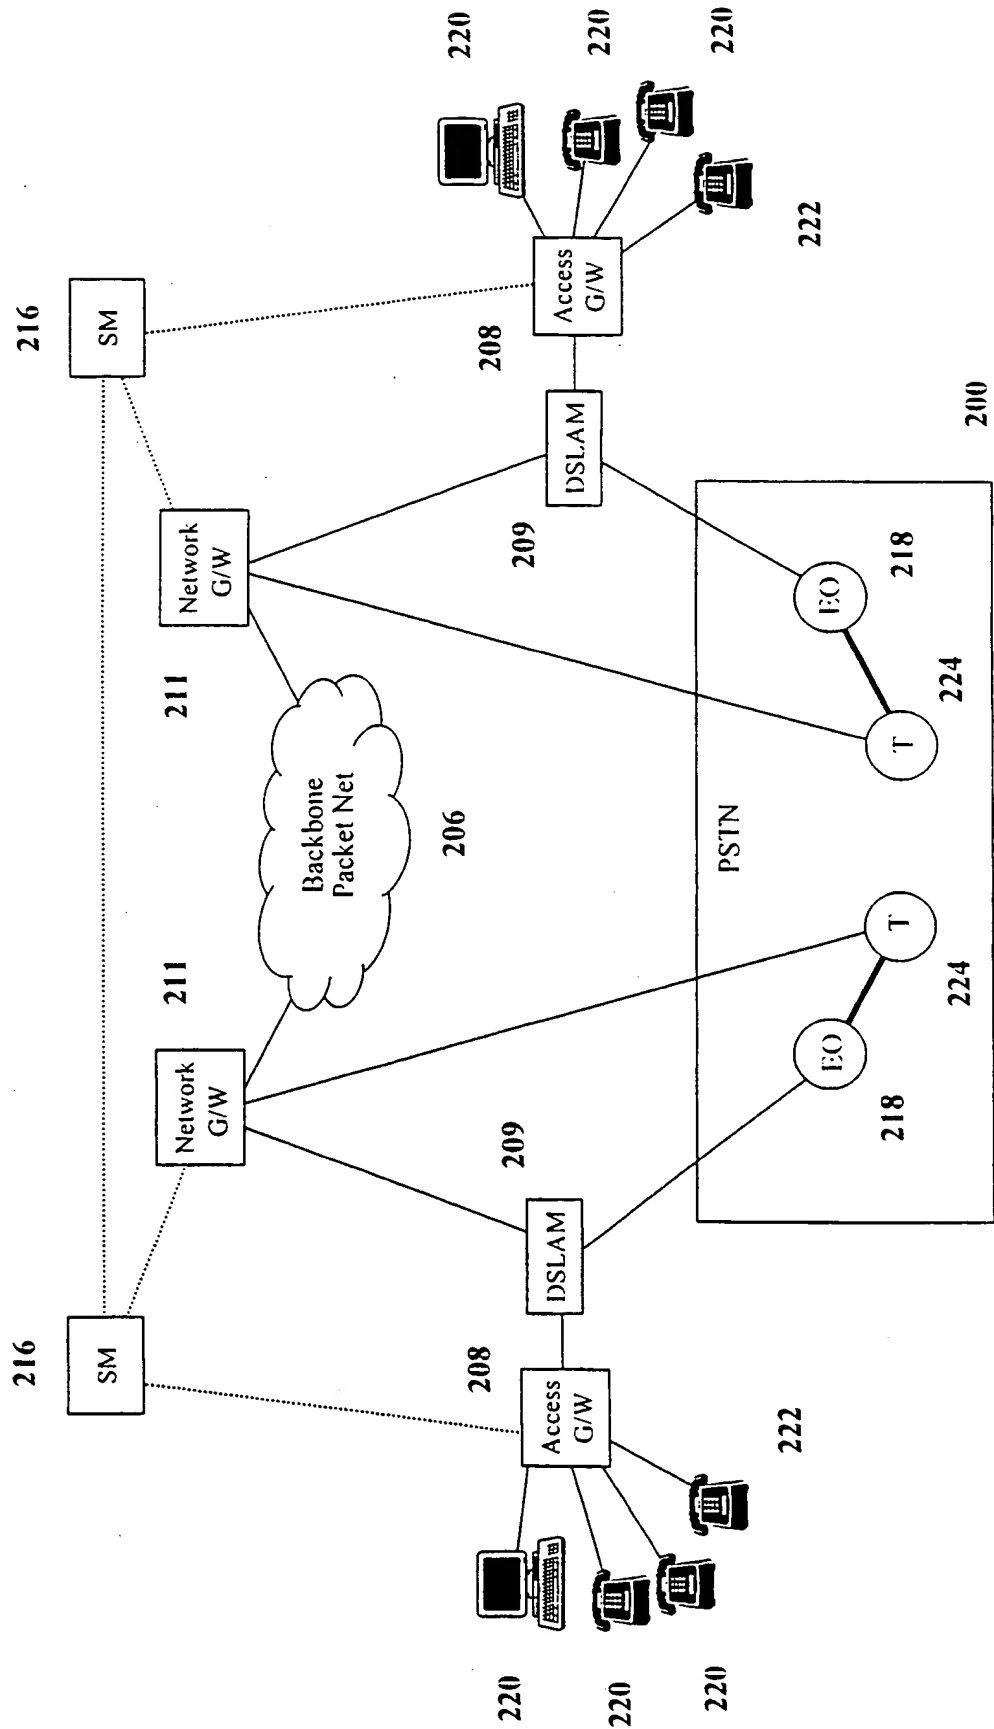 216
SM
216
SM
211
Network
G/W
211
Network
G/W
Backbone
Packet Net
206
220
220
220
208
Access
G/W
222
209
DSLAM
209
DSLAM
208
Access
G/W
220
220
220
222
PSTN
EO
218
T
224
T
224
EO
218
200